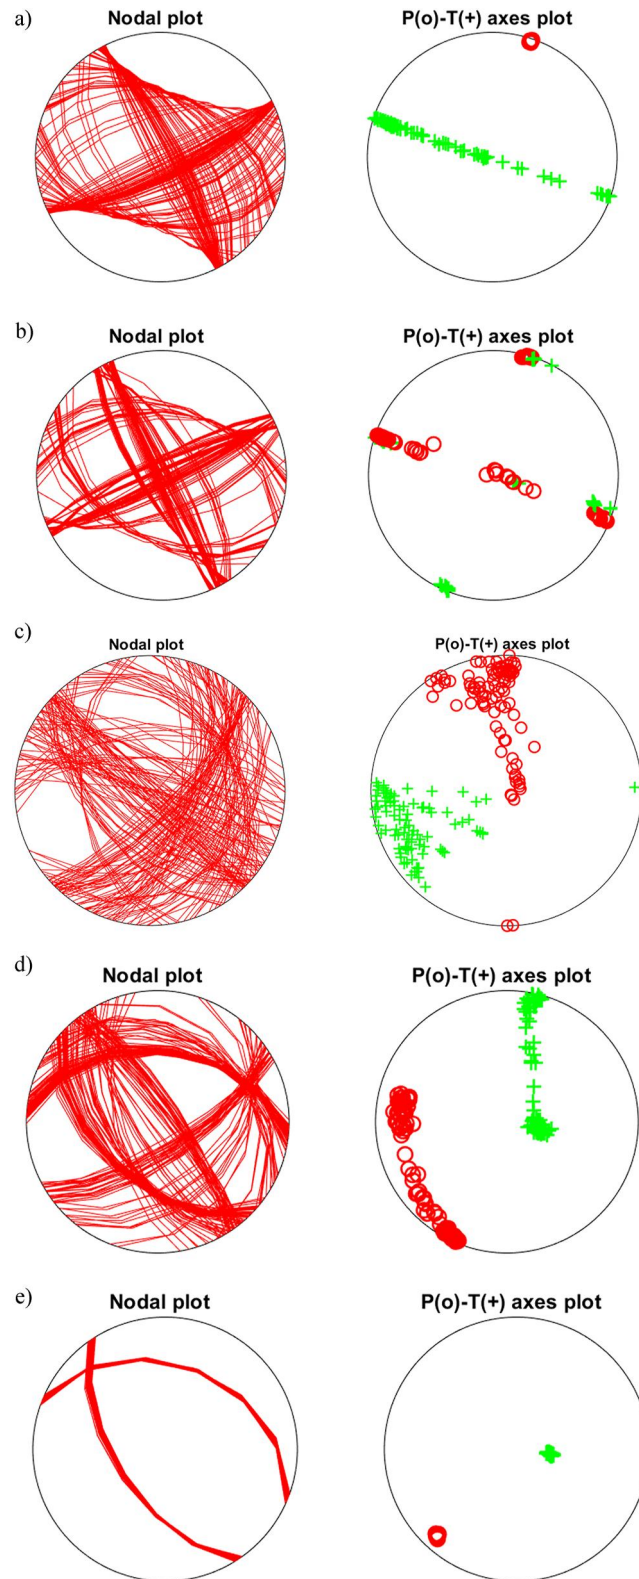 a)
Nodal plot
P(o)-T(+) axes plot
b)
Nodal plot
P(o)-T(+) axes plot
c)
Nodal plot
P(o)-T(+) axes plot
d)
Nodal plot
P(o)-T(+) axes plot
e)
Nodal plot
P(o)-T(+) axes plot